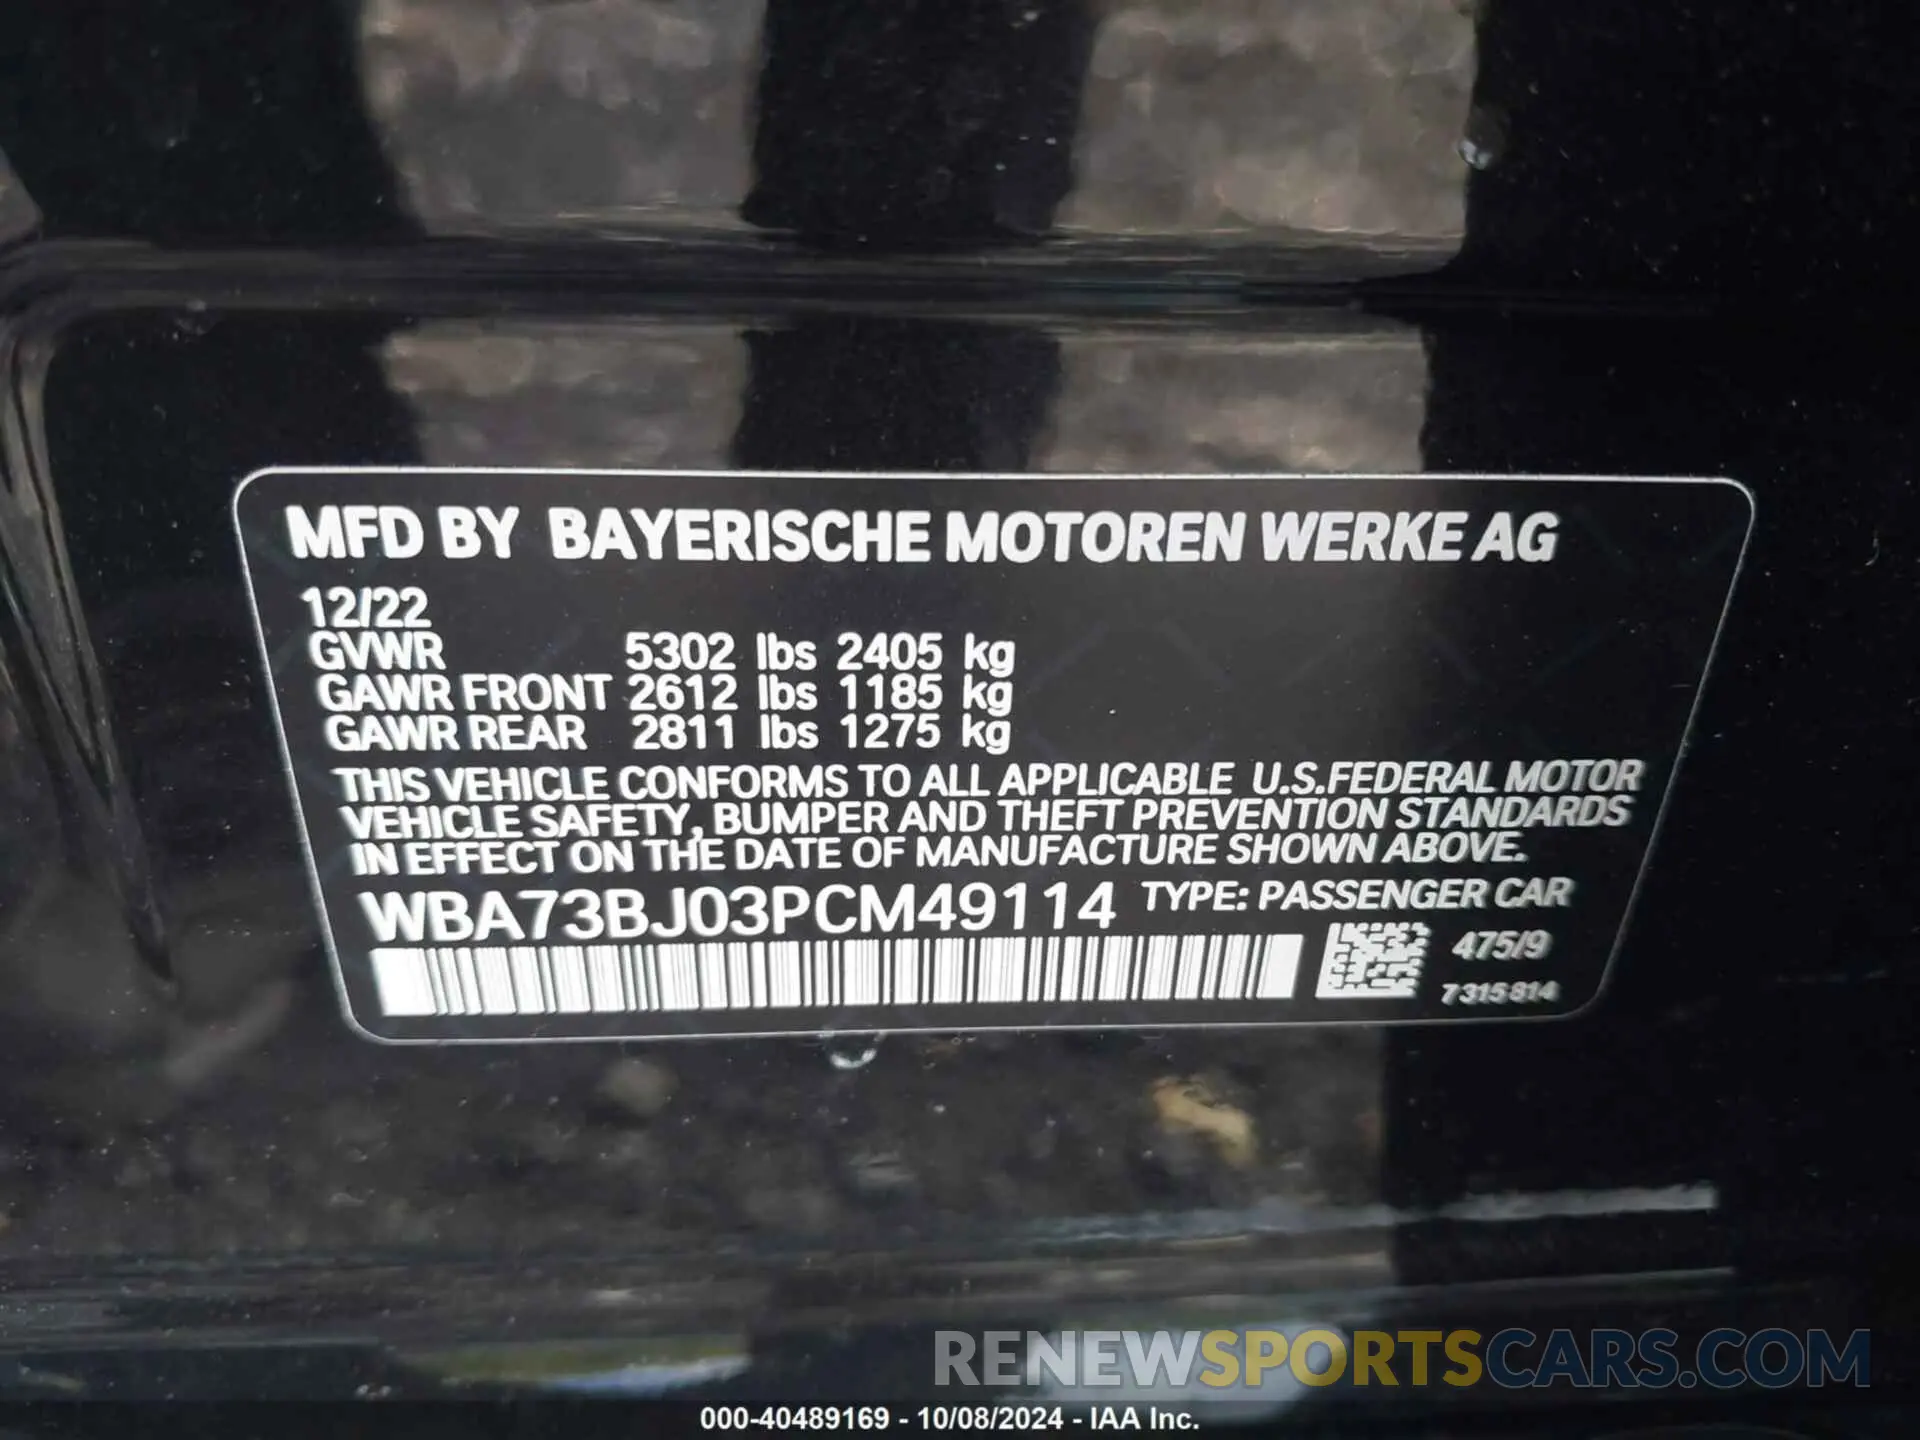 MFD BY BAYERISCHE MOTOREN WERKE AG
12/22
GVWR 5302 lbs 2405 kg
GAWR FRONT 2612 lbs 1185 kg
GAWR REAR 2811 lbs 1275 kg
THIS VEHICLE CONFORMS TO ALL APPLICABLE U.S.FEDERAL MOTOR
VEHICLE SAFETY, BUMPER AND THEFT PREVENTION STANDARDS
IN EFFECT ON THE DATE OF MANUFACTURE SHOWN ABOVE.
WBA73BJ03PCM49114 TYPE: PASSENGER CAR
475/9
7315814
RENEWSPORTSCARS.COM
000-40489169 - 10/08/2024 - IAA Inc.